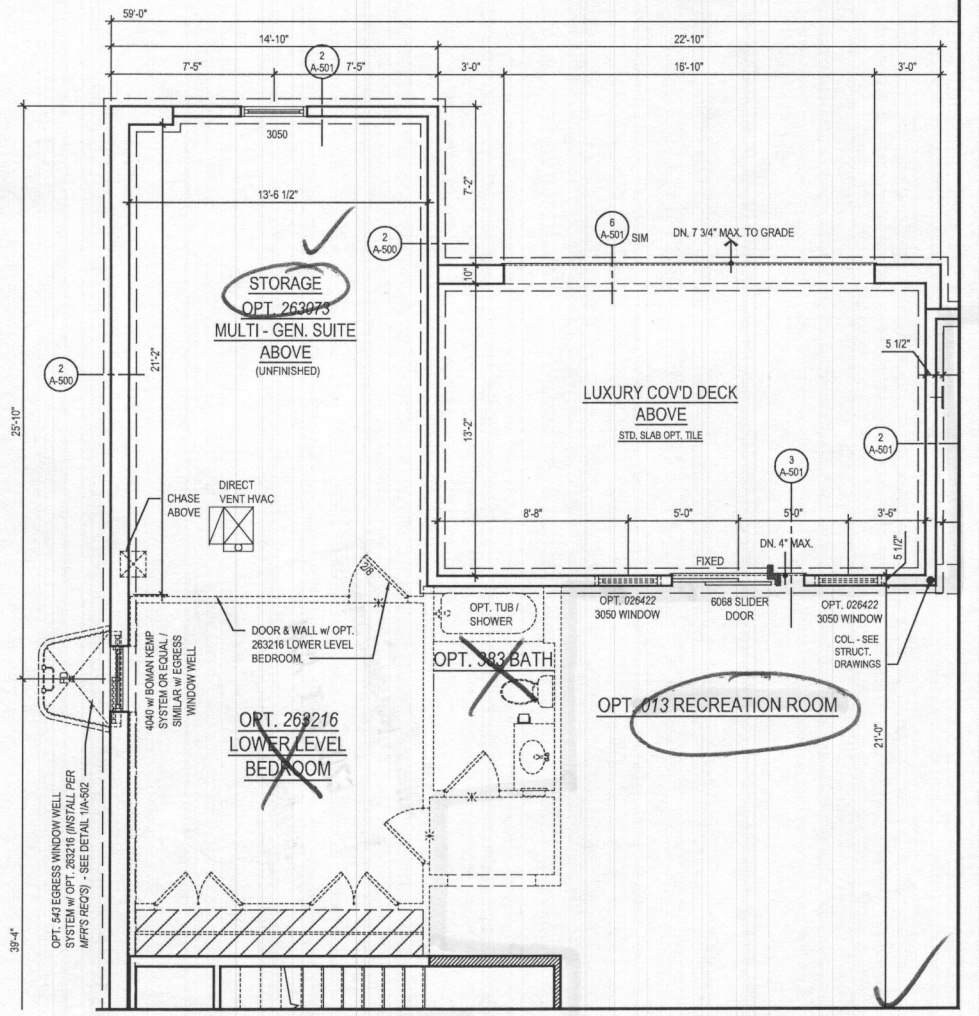 59'-0"
14'-10"
22'-10"
7'-5"
2
A-501
7'-5"
3'-0"
16'-10"
3'-0"
3050
13'-6 1/2"
7'-2"
2
A-500
6
A-501
SIM
DN. 7 3/4" MAX. TO GRADE
10"
STORAGE
OPT. 263073
MULTI - GEN. SUITE
ABOVE
(UNFINISHED)
21'-2"
2
A-500
25'-10"
5 1/2"
LUXURY COV'D DECK
ABOVE
STD. SLAB OPT. TILE
13'-2"
2
A-501
3
A-501
CHASE
ABOVE
DIRECT
VENT HVAC
8'-8"
5'-0"
5'-0"
3'-6"
DN. 4" MAX.
5 1/2"
FIXED
28
OPT. 026422
3050 WINDOW
6068 SLIDER
DOOR
OPT. 026422
3050 WINDOW
COL. - SEE
STRUCT.
DRAWINGS
OPT. TUB /
SHOWER
DOOR & WALL w/ OPT.
263216 LOWER LEVEL
BEDROOM.
OPT. 383 BATH
4040 w/ BOMAN KEMP
SYSTEM OR EQUAL /
SIMILAR w/ EGRESS
WINDOW WELL
OPT. 263216
LOWER LEVEL
BEDROOM
OPT. 013 RECREATION ROOM
21'-0"
OPT. 543 EGRESS WINDOW WELL
SYSTEM w/ OPT. 263216 (INSTALL PER
MFR'S REQ'S) - SEE DETAIL 1/A-502
39'-4"